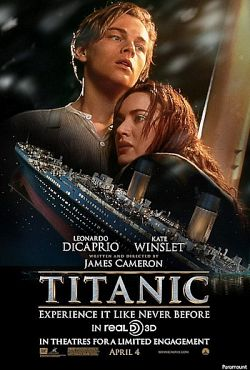 LEONARDO KATE
DICAPRIO WINSLET
WRITTEN AND DIRECTED BY
JAMES CAMERON
TITANIC
EXPERIENCE IT LIKE NEVER BEFORE
IN REALD 3D
IN THEATRES FOR A LIMITED ENGAGEMENT
APRIL 4
Paramount